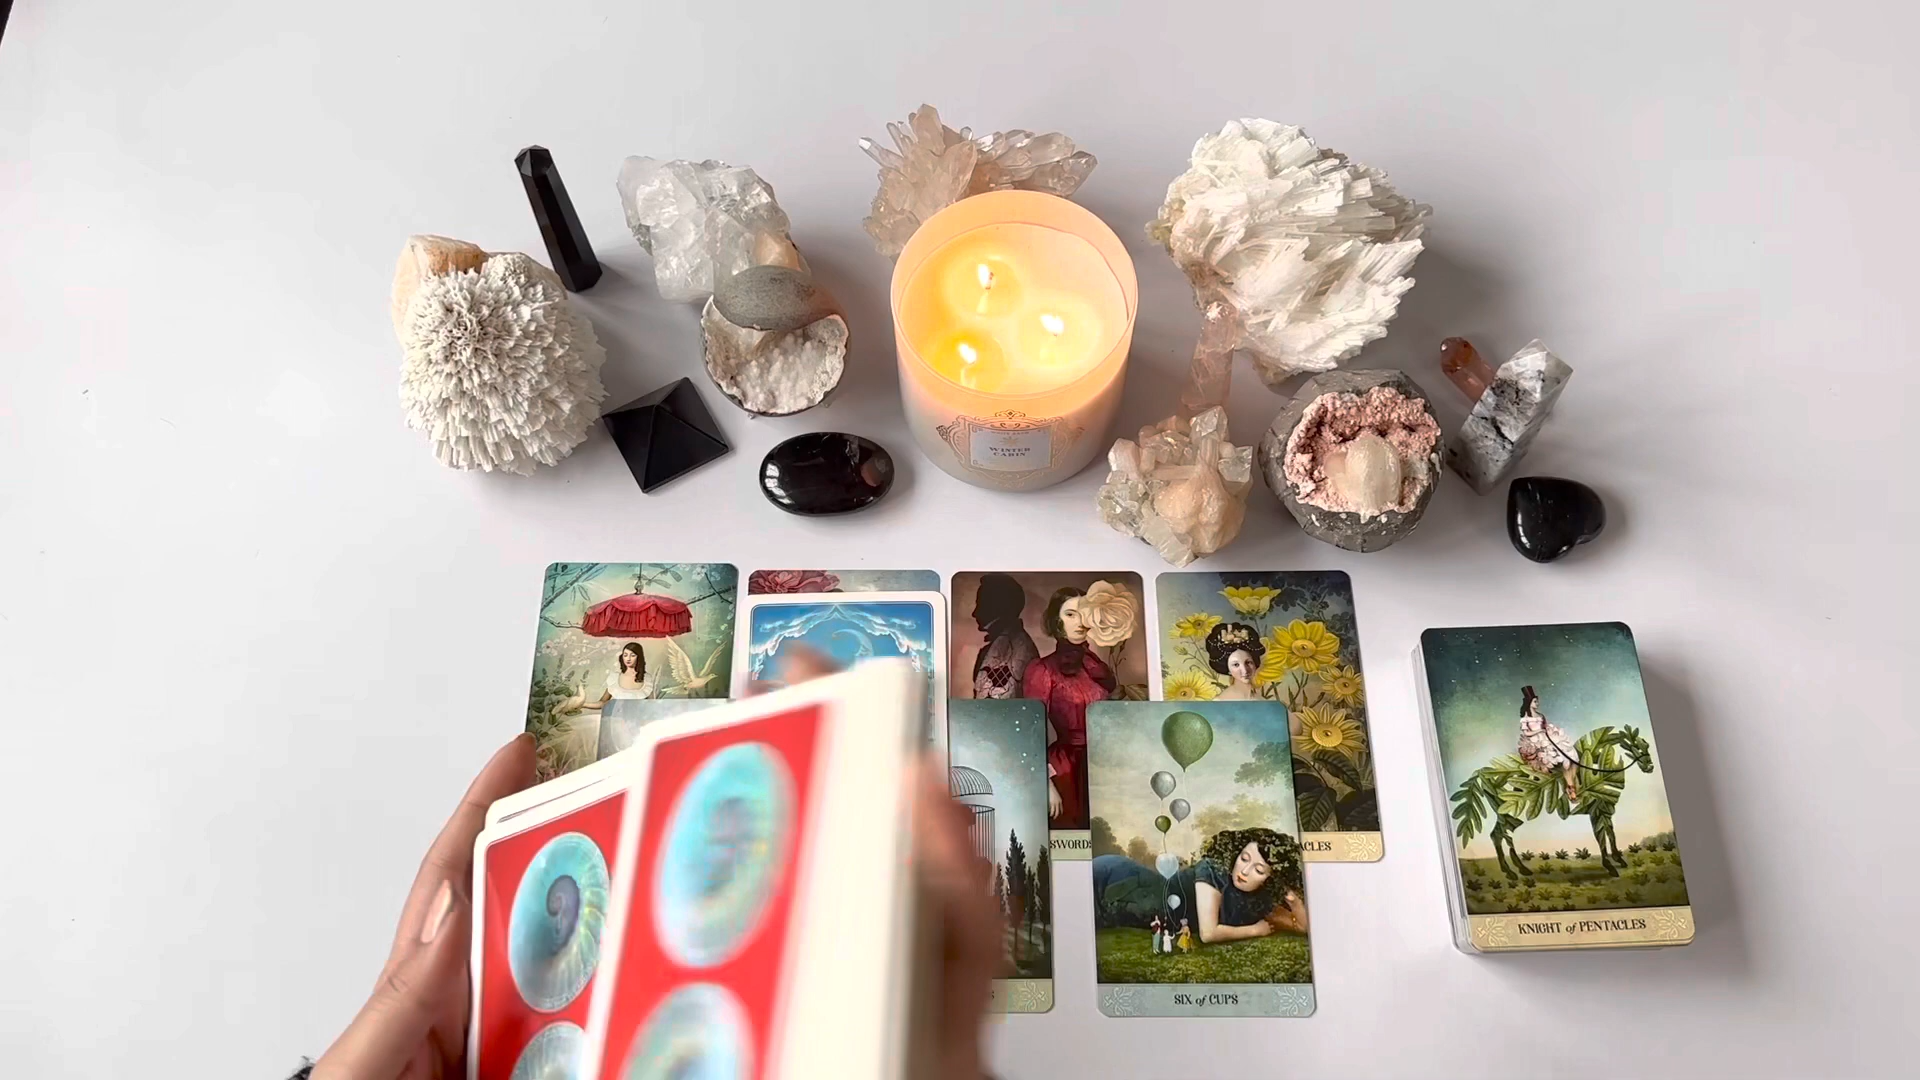 WINTER
CABIN
SWORDS
KNIGHT of PENTACLES
SIX of CUPS